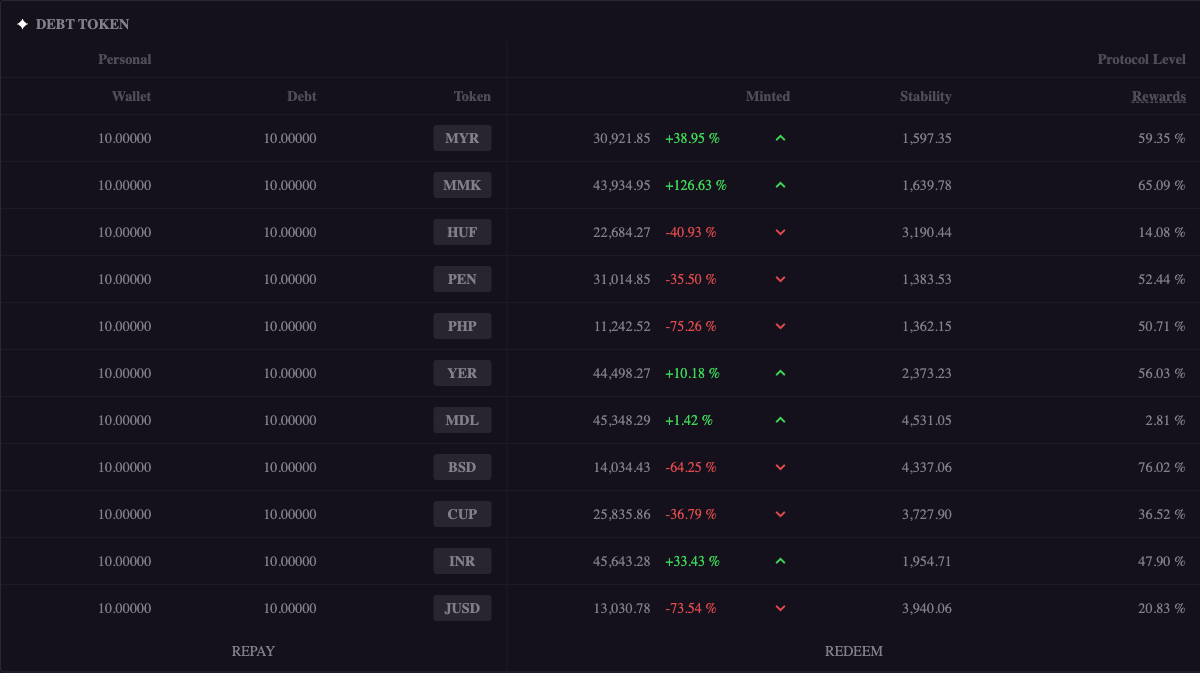 DEBT TOKEN
Personal Protocol Level
Wallet Debt Token Minted Stability Rewards
10.00000 10.00000 MYR 30,921.85 +38.95 % 1,597.35 59.35 %
10.00000 10.00000 MMK 43,934.95 +126.63 % 1,639.78 65.09 %
10.00000 10.00000 HUF 22,684.27 -40.93 % 3,190.44 14.08 %
10.00000 10.00000 PEN 31,014.85 -35.50 % 1,383.53 52.44 %
10.00000 10.00000 PHP 11,242.52 -75.26 % 1,362.15 50.71 %
10.00000 10.00000 YER 44,498.27 +10.18 % 2,373.23 56.03 %
10.00000 10.00000 MDL 45,348.29 +1.42 % 4,531.05 2.81 %
10.00000 10.00000 BSD 14,034.43 -64.25 % 4,337.06 76.02 %
10.00000 10.00000 CUP 25,835.86 -36.79 % 3,727.90 36.52 %
10.00000 10.00000 INR 45,643.28 +33.43 % 1,954.71 47.90 %
10.00000 10.00000 JUSD 13,030.78 -73.54 % 3,940.06 20.83 %
REPAY REDEEM